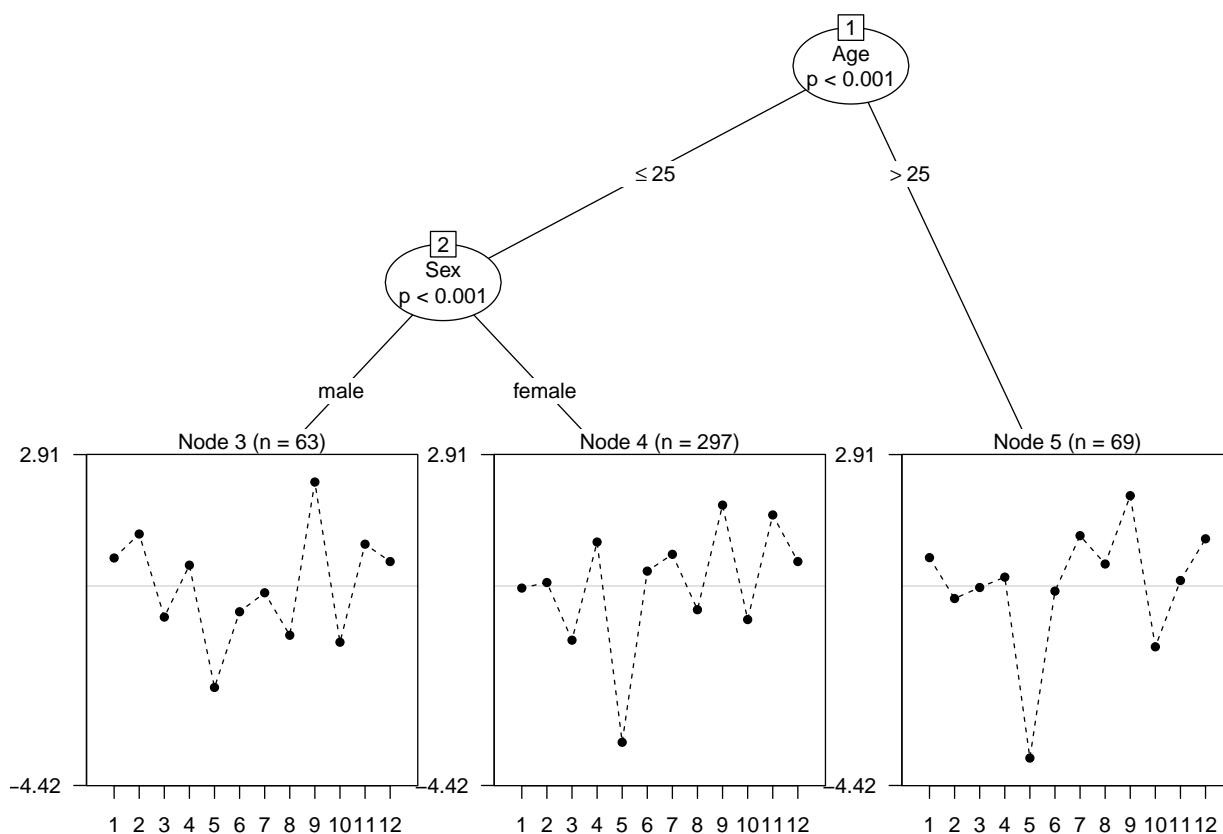 1
Age
p < 0.001
≤ 25
> 25
2
Sex
p < 0.001
male
female
Node 3 (n = 63)
2.91
−4.42
1 2 3 4 5 6 7 8 9 10 11 12
Node 4 (n = 297)
2.91
−4.42
1 2 3 4 5 6 7 8 9 10 11 12
Node 5 (n = 69)
2.91
−4.42
1 2 3 4 5 6 7 8 9 10 11 12